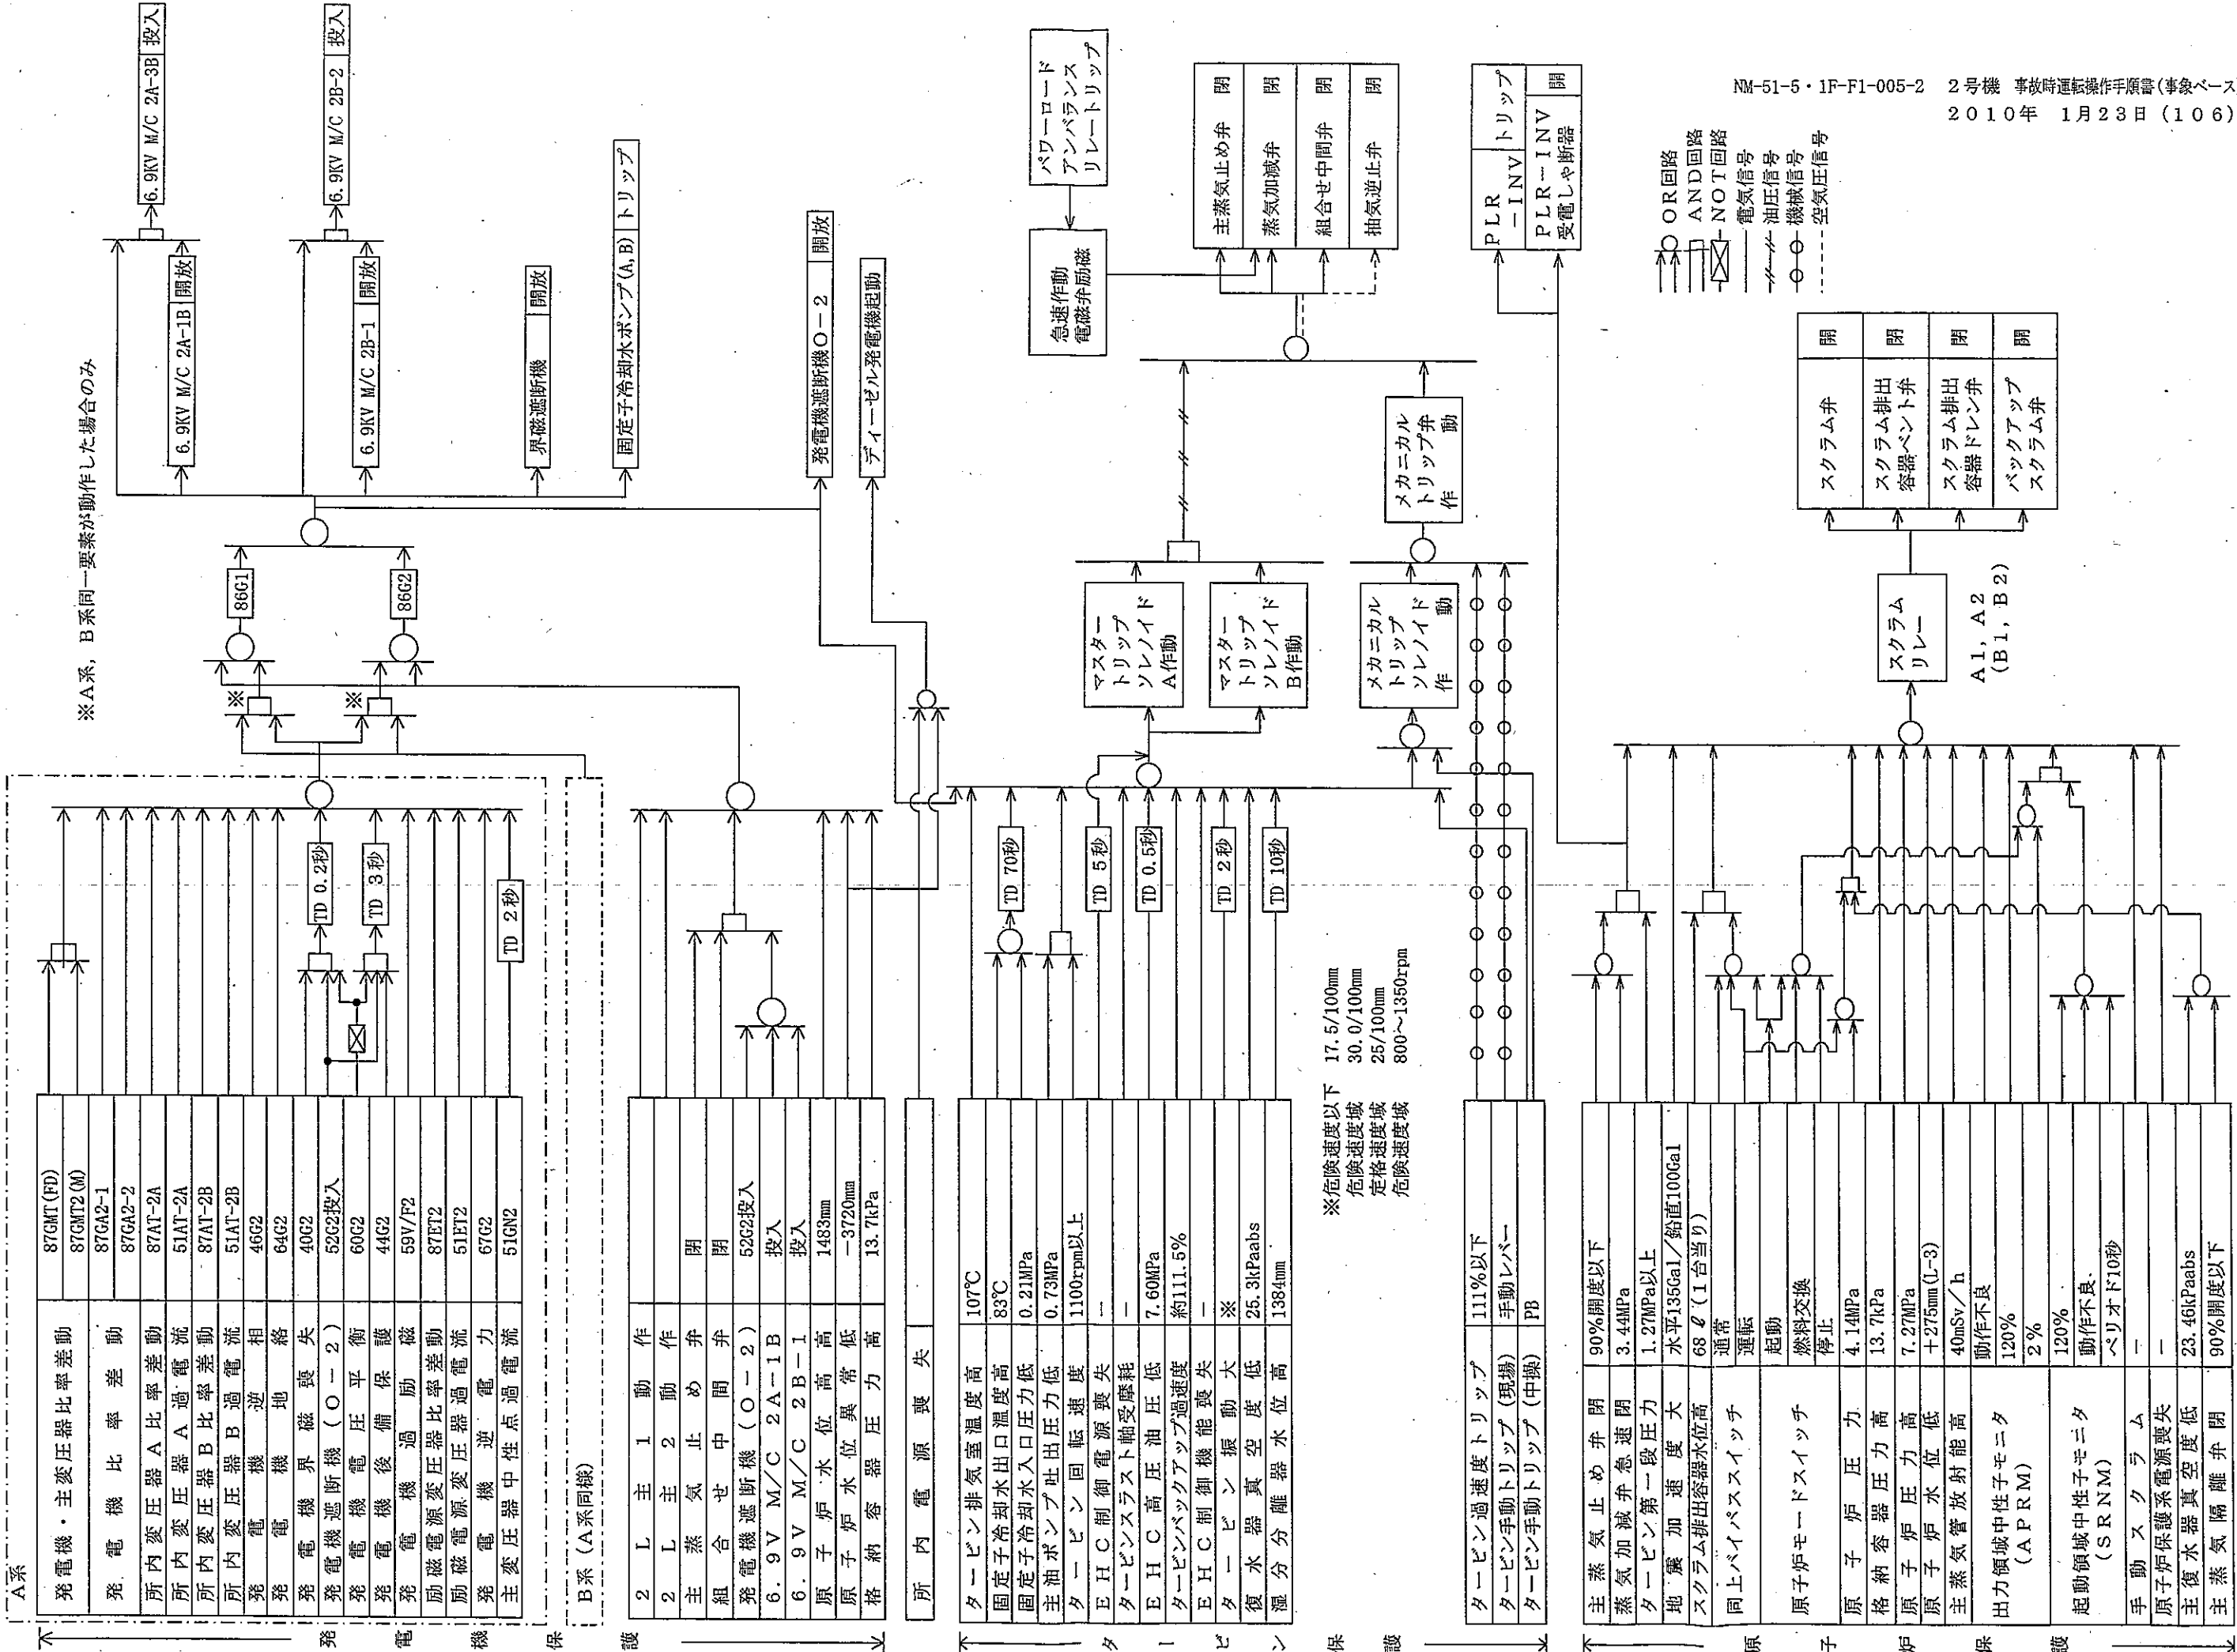 NM-51-5・1F-F1-005-2 2号機 事故時運転操作手順書(事象ベース
2010年 1月23日 (106)
※A系, B系同一要素が動作した場合のみ
A系
発電機・主変圧器比率差動 87GMT(FD)
87GMT2(M)
発電機比率差動 87GA2-1
87GA2-2
所内変圧器A比率差動 87AT-2A
所内変圧器A過電流 51AT-2A
所内変圧器B比率差動 87AT-2B
所内変圧器B過電流 51AT-2B
発電機逆相 46G2
発電機地絡 64G2
発電機界磁喪失 40G2
発電機遮断機(O-2) 52G2投入
発電機電圧平衡 60G2
発電機後備保護 44G2
発電機過励磁 59V/F2
励磁電源変圧器比率差動 87ET2
励磁電源変圧器過電流 51ET2
発電機逆電力 67G2
主変圧器中性点過電流 51GN2
TD 0.2秒
TD 3秒
TD 2秒
B系(A系同様)
発電機保護
※
※
86G1
86G2
6.9KV M/C 2A-1B 開放
6.9KV M/C 2A-3B 投入
6.9KV M/C 2B-1 開放
6.9KV M/C 2B-2 投入
界磁遮断機 開放
固定子冷却水ポンプ(A,B) トリップ
発電機遮断機O-2 開放
ディーゼル発電機起動
2L主1動作
2L主2動作
主蒸気止め弁 閉
組合せ中間弁 閉
発電機遮断機(O-2) 52G2投入
6.9V M/C 2A-1B 投入
6.9V M/C 2B-1 投入
原子炉水位高高 1483mm
原子炉水位異常低 -3720mm
格納容器圧力高 13.7kPa
所内電源喪失
タービン排気室温度高 107℃
固定子冷却水出口温度高 83℃
固定子冷却水入口圧力低 0.21MPa
主油ポンプ吐出圧力低 0.73MPa
タービン回転速度 1100rpm以上
EHC制御電源喪失 -
タービンスラスト軸受摩耗 -
EHC高圧油圧低 7.60MPa
タービンバックアップ過速度 約111.5%
EHC制御機能喪失 -
タービン振動大 ※
復水器真空度低 25.3kPaabs
湿分分離器水位高 1384mm
TD 70秒
TD 5秒
TD 0.5秒
TD 2秒
TD 10秒
タービン保護
※危険速度以下 17.5/100mm
危険速度域 30.0/100mm
定格速度域 25/100mm
危険速度域 800~1350rpm
タービン過速度トリップ 111%以下
タービン手動トリップ(現場) 手動レバー
タービン手動トリップ(中操) PB
マスター
トリップ
ソレノイド
A作動
マスター
トリップ
ソレノイド
B作動
メカニカル
トリップ
ソレノイド
作動
メカニカル
トリップ弁
作動
パワーロード
アンバランス
リレートリップ
急速作動
電磁弁励磁
主蒸気止め弁 閉
蒸気加減弁 閉
組合せ中間弁 閉
抽気逆止弁 閉
PLR
-INV トリップ
PLR-INV
受電しゃ断器 開
主蒸気止め弁閉 90%開度以下
蒸気加減弁急速閉 3.44MPa
タービン第一段圧力 1.27MPa以上
地震加速度大 水平135Gal/鉛直100Gal
スクラム排出容器水位高 68ℓ(1台当り)
同上バイパススイッチ 通常
原子炉モードスイッチ 運転
起動
燃料交換
停止
原子炉圧力 4.14MPa
格納容器圧力高 13.7kPa
原子炉圧力高 7.27MPa
原子炉水位低 +275mm(L-3)
主蒸気管放射能高 40mSv/h
出力領域中性子モニタ
(APRM) 動作不良
120%
2%
起動領域中性子モニタ
(SRNM) 120%
動作不良
ペリオド10秒
手動スクラム -
原子炉保護系電源喪失 -
主復水器真空度低 23.46kPaabs
主蒸気隔離弁閉 90%開度以下
原子炉保護
スクラム
リレー
A1, A2
(B1, B2)
スクラム弁 開
スクラム排出
容器ベント弁 閉
スクラム排出
容器ドレン弁 閉
バックアップ
スクラム弁 開
OR回路
AND回路
NOT回路
電気信号
油圧信号
機械信号
空気圧信号